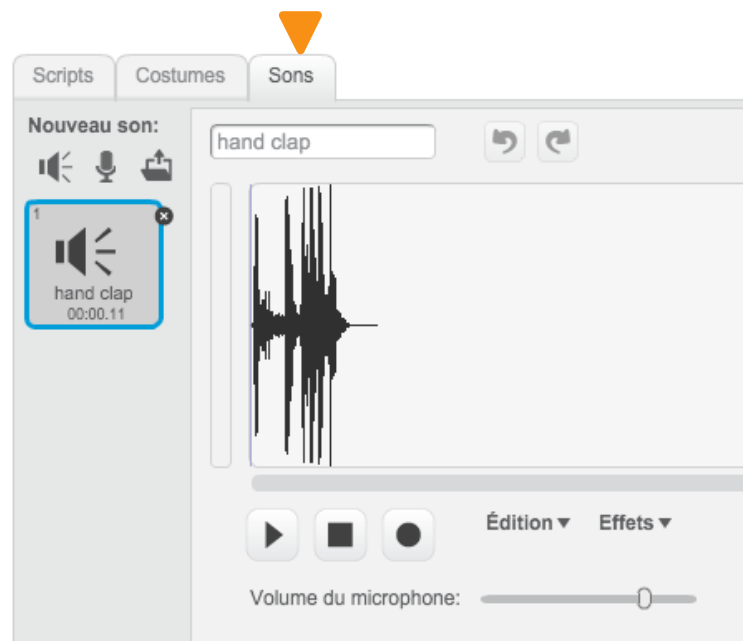 Scripts
Costumes
Sons
Nouveau son:
hand clap
1
hand clap
00:00.11
Édition
Effets
Volume du microphone: